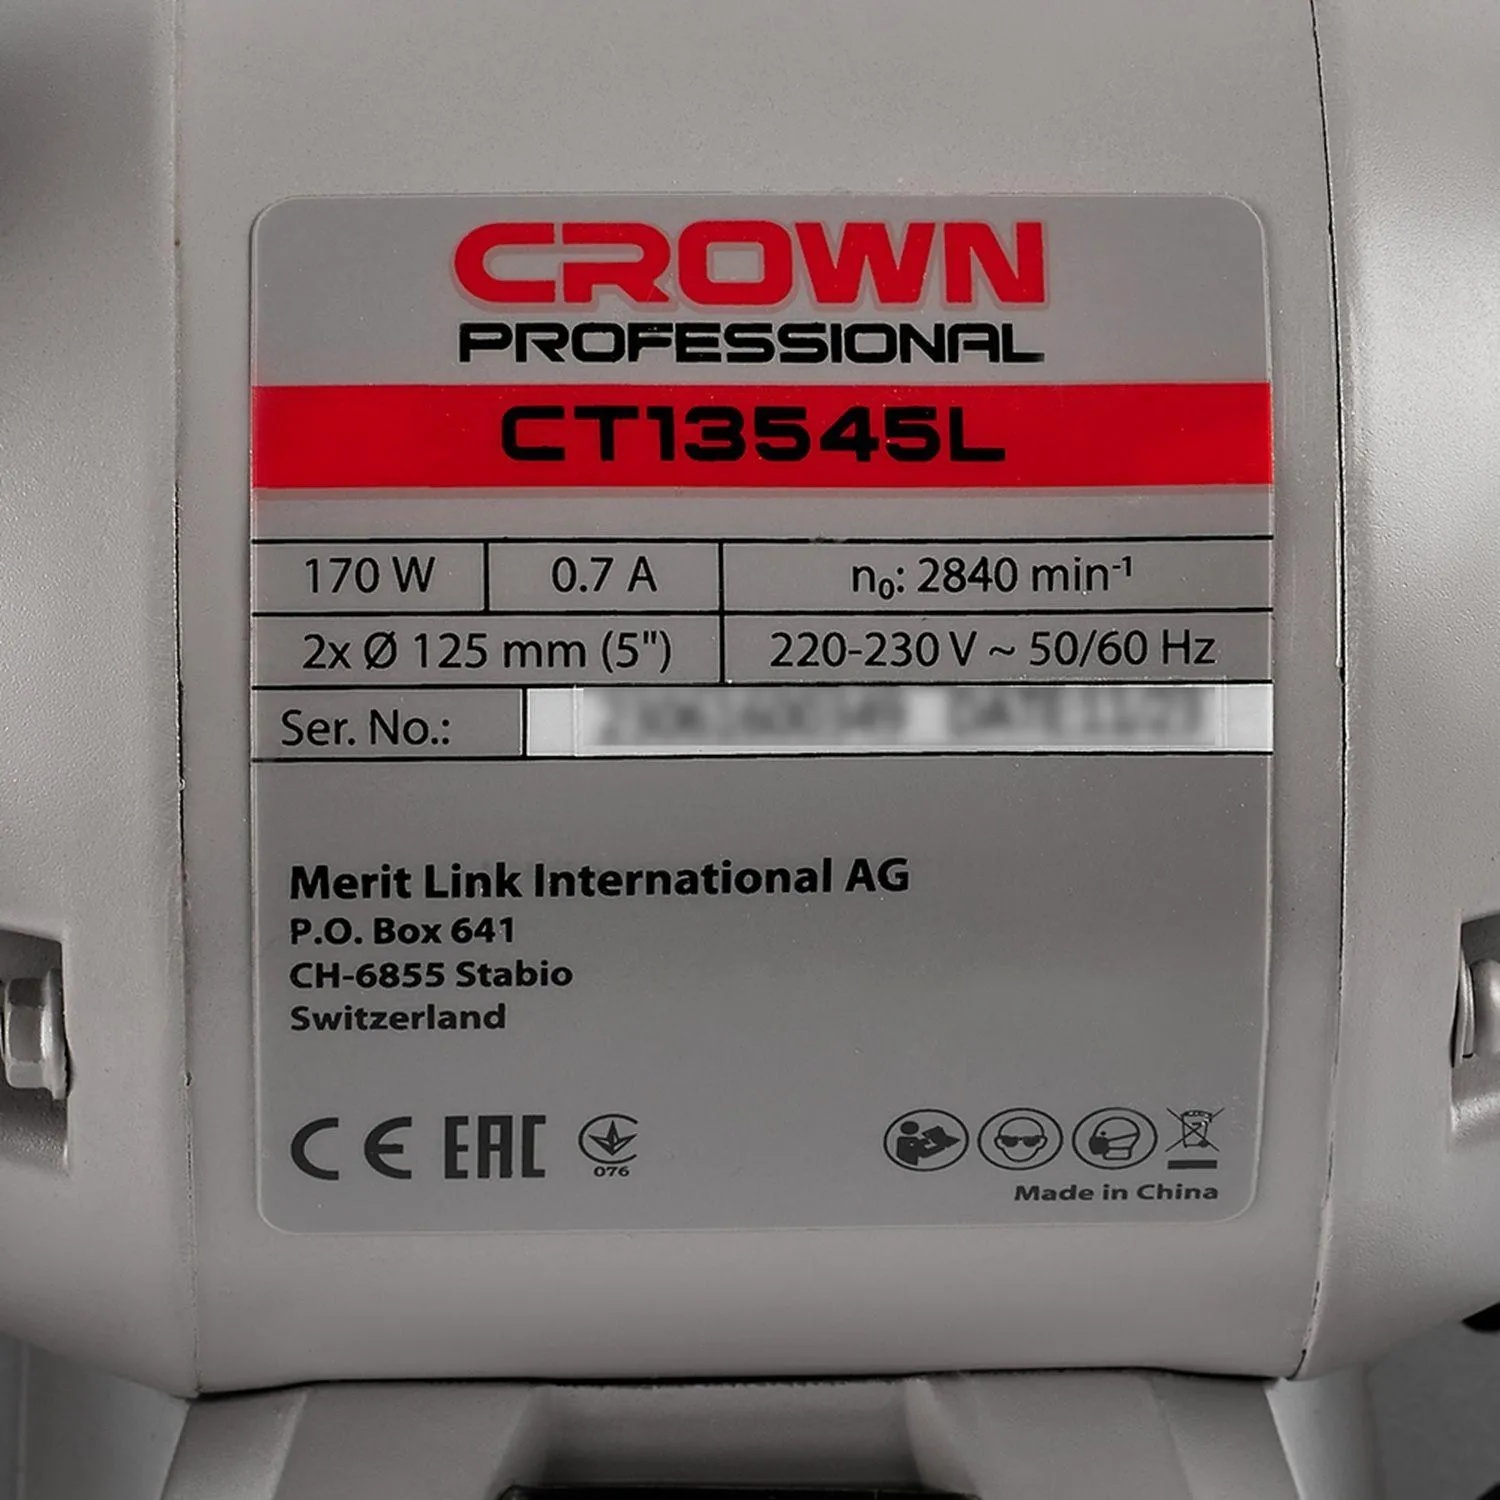 CROWN
PROFESSIONAL
CT13545L
170 W 0.7 A n₀: 2840 min⁻¹
2x Ø 125 mm (5") 220-230 V ~ 50/60 Hz
Ser. No.:
Merit Link International AG
P.O. Box 641
CH-6855 Stabio
Switzerland
CE EAC 076
Made in China